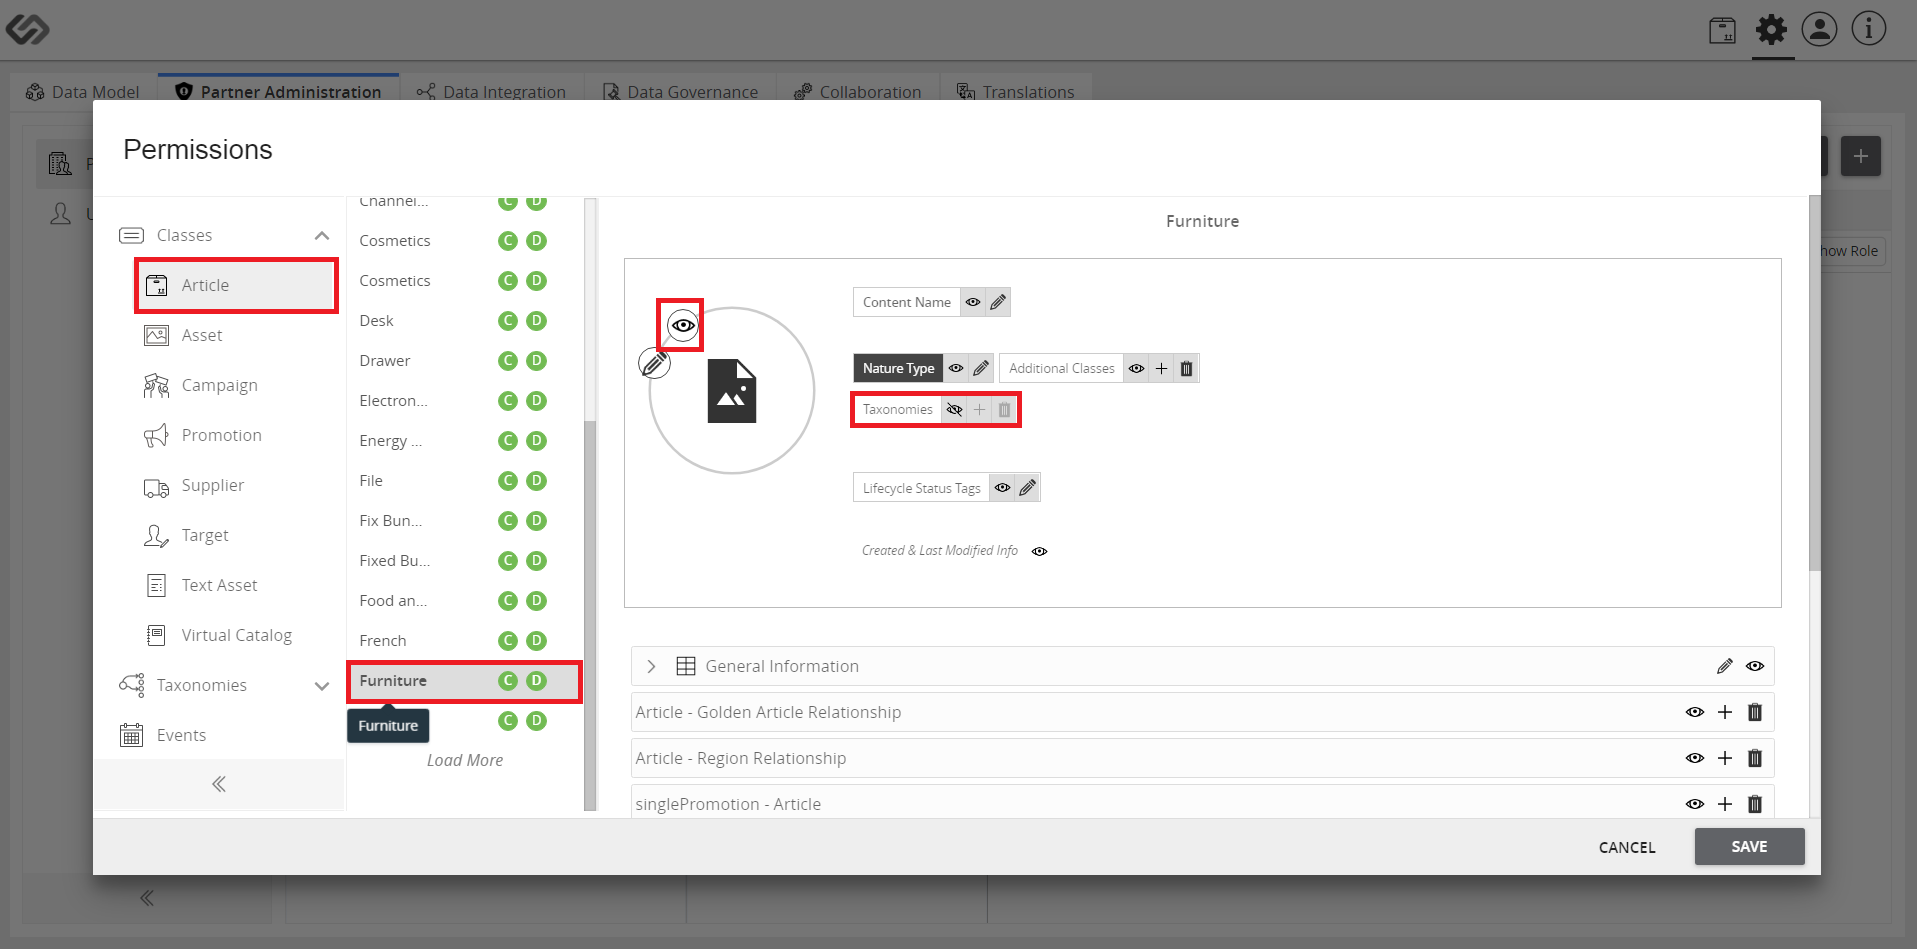 Data Model
Partner Administration
Data Integration
Data Governance
Collaboration
Translations
Permissions
how Role
Classes
Article
Asset
Campaign
Promotion
Supplier
Target
Text Asset
Virtual Catalog
Taxonomies
Events
Channel... C D
Cosmetics C D
Cosmetics C D
Desk C D
Drawer C D
Electron... C D
Energy ... C D
File C D
Fix Bun... C D
Fixed Bu... C D
Food an... C D
French C D
Furniture C D
Furniture
C D
Load More
Furniture
Content Name
Nature Type
Additional Classes
Taxonomies
Lifecycle Status Tags
Created & Last Modified Info
General Information
Article - Golden Article Relationship
Article - Region Relationship
singlePromotion - Article
CANCEL
SAVE